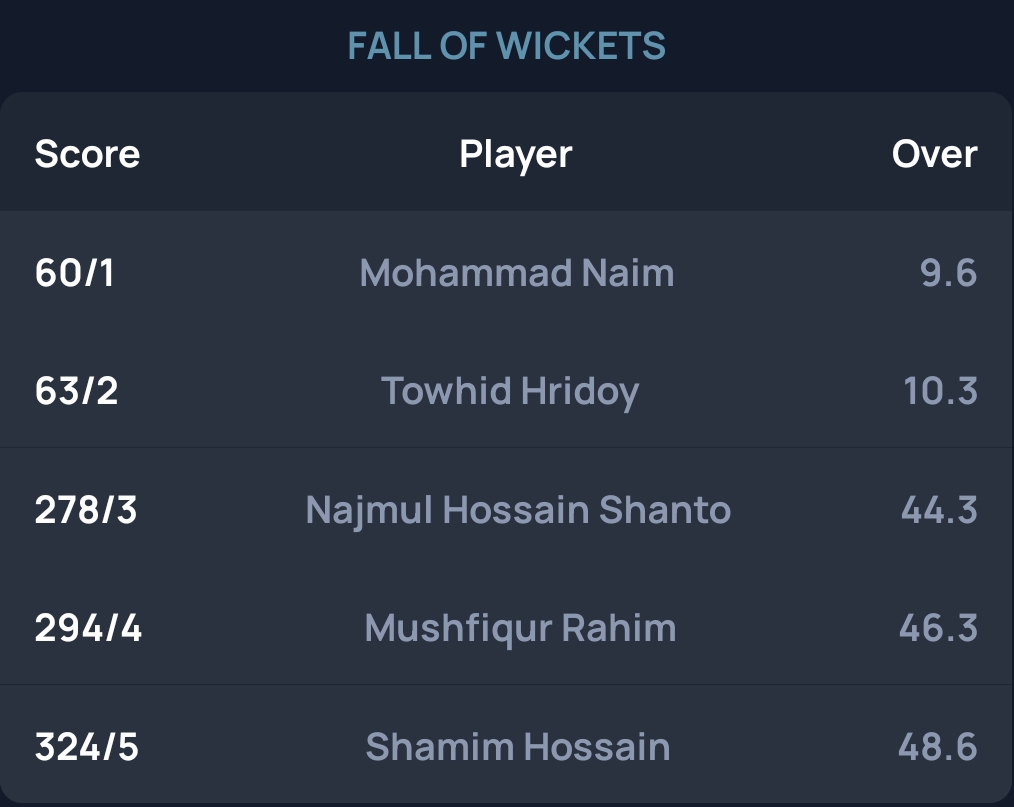 FALL OF WICKETS
Score Player Over
60/1 Mohammad Naim 9.6
63/2 Towhid Hridoy 10.3
278/3 Najmul Hossain Shanto 44.3
294/4 Mushfiqur Rahim 46.3
324/5 Shamim Hossain 48.6